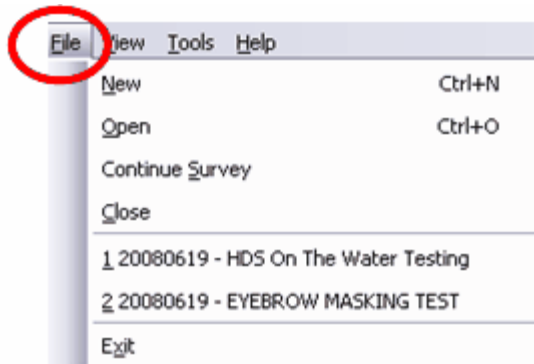 File View Tools Help
New Ctrl+N
Open Ctrl+O
Continue Survey
Close
1 20080619 - HDS On The Water Testing
2 20080619 - EYEBROW MASKING TEST
Exit